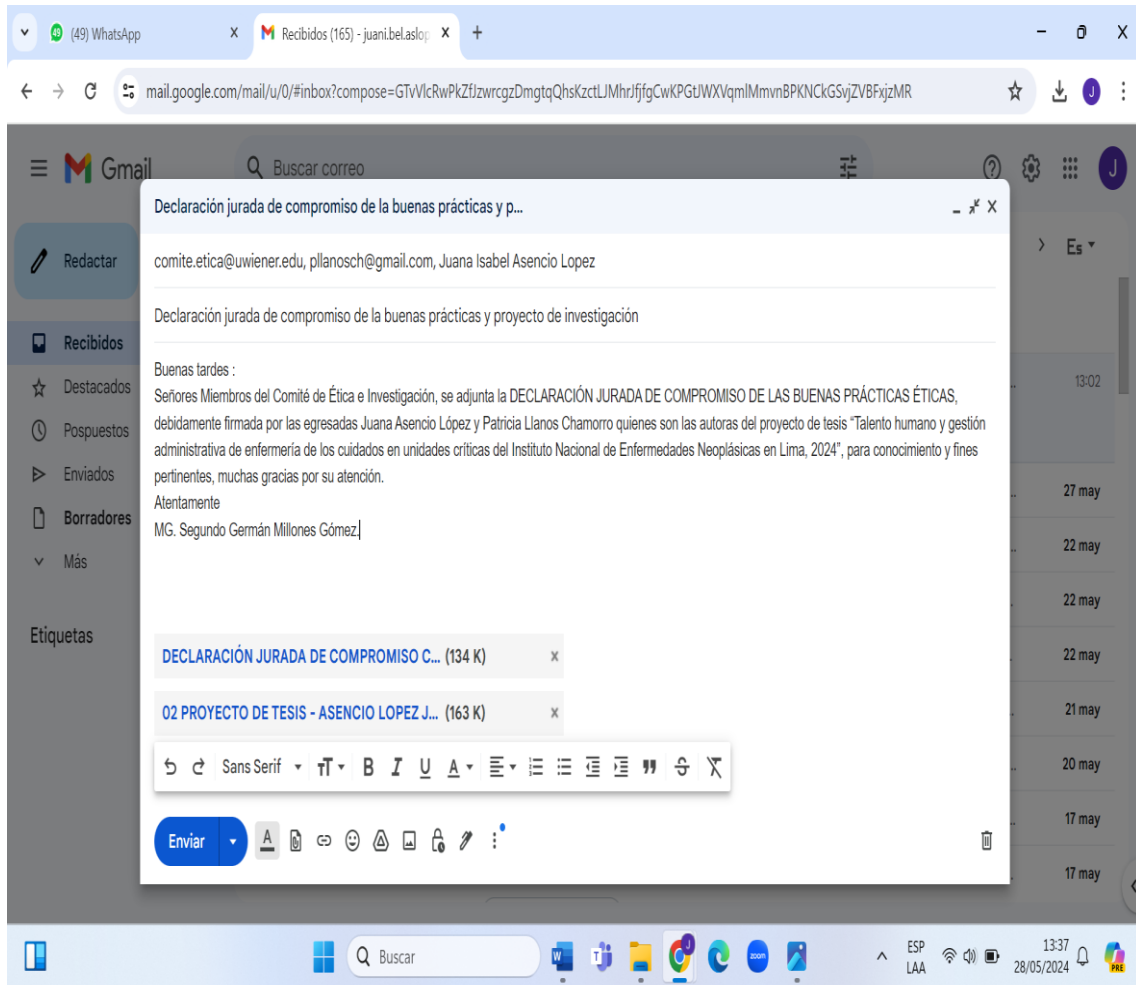 (49) WhatsApp
Recibidos (165) - juani.bel.aslop
mail.google.com/mail/u/0/#inbox?compose=GTvVlcRwPkZfJzwrcgzDmgtqQhsKzctLJMhrJfjfgCwKPGtJWXVqmlMmvnBPKNCkGSvjZVBFxjzMR
J
Gmail
Buscar correo
J
Declaración jurada de compromiso de la buenas prácticas y p...
Es
Redactar
comite.etica@uwiener.edu, pllanosch@gmail.com, Juana Isabel Asencio Lopez
Declaración jurada de compromiso de la buenas prácticas y proyecto de investigación
Recibidos
Destacados
Pospuestos
Enviados
Borradores
Más
Etiquetas
Buenas tardes :
Señores Miembros del Comité de Ética e Investigación, se adjunta la DECLARACIÓN JURADA DE COMPROMISO DE LAS BUENAS PRÁCTICAS ÉTICAS,
debidamente firmada por las egresadas Juana Asencio López y Patricia Llanos Chamorro quienes son las autoras del proyecto de tesis “Talento humano y gestión
administrativa de enfermería de los cuidados en unidades críticas del Instituto Nacional de Enfermedades Neoplásicas en Lima, 2024”, para conocimiento y fines
pertinentes, muchas gracias por su atención.
Atentamente
MG. Segundo Germán Millones Gómez.
13:02
27 may
22 may
22 may
22 may
21 may
20 may
17 may
17 may
DECLARACIÓN JURADA DE COMPROMISO C... (134 K)
02 PROYECTO DE TESIS - ASENCIO LOPEZ J... (163 K)
Sans Serif
Enviar
Buscar
zoom
ESP
LAA
13:37
28/05/2024
PRE